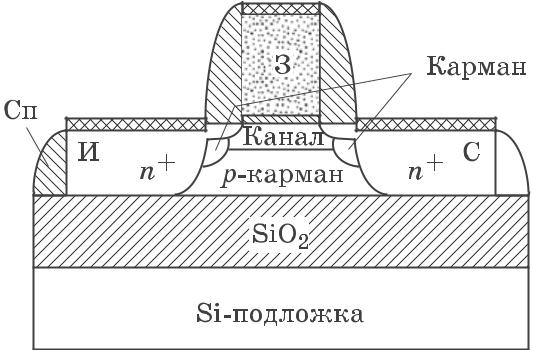 З
Карман
Сп
И
Канал
С
n+
p-карман
n+
SiO₂
Si-подложка